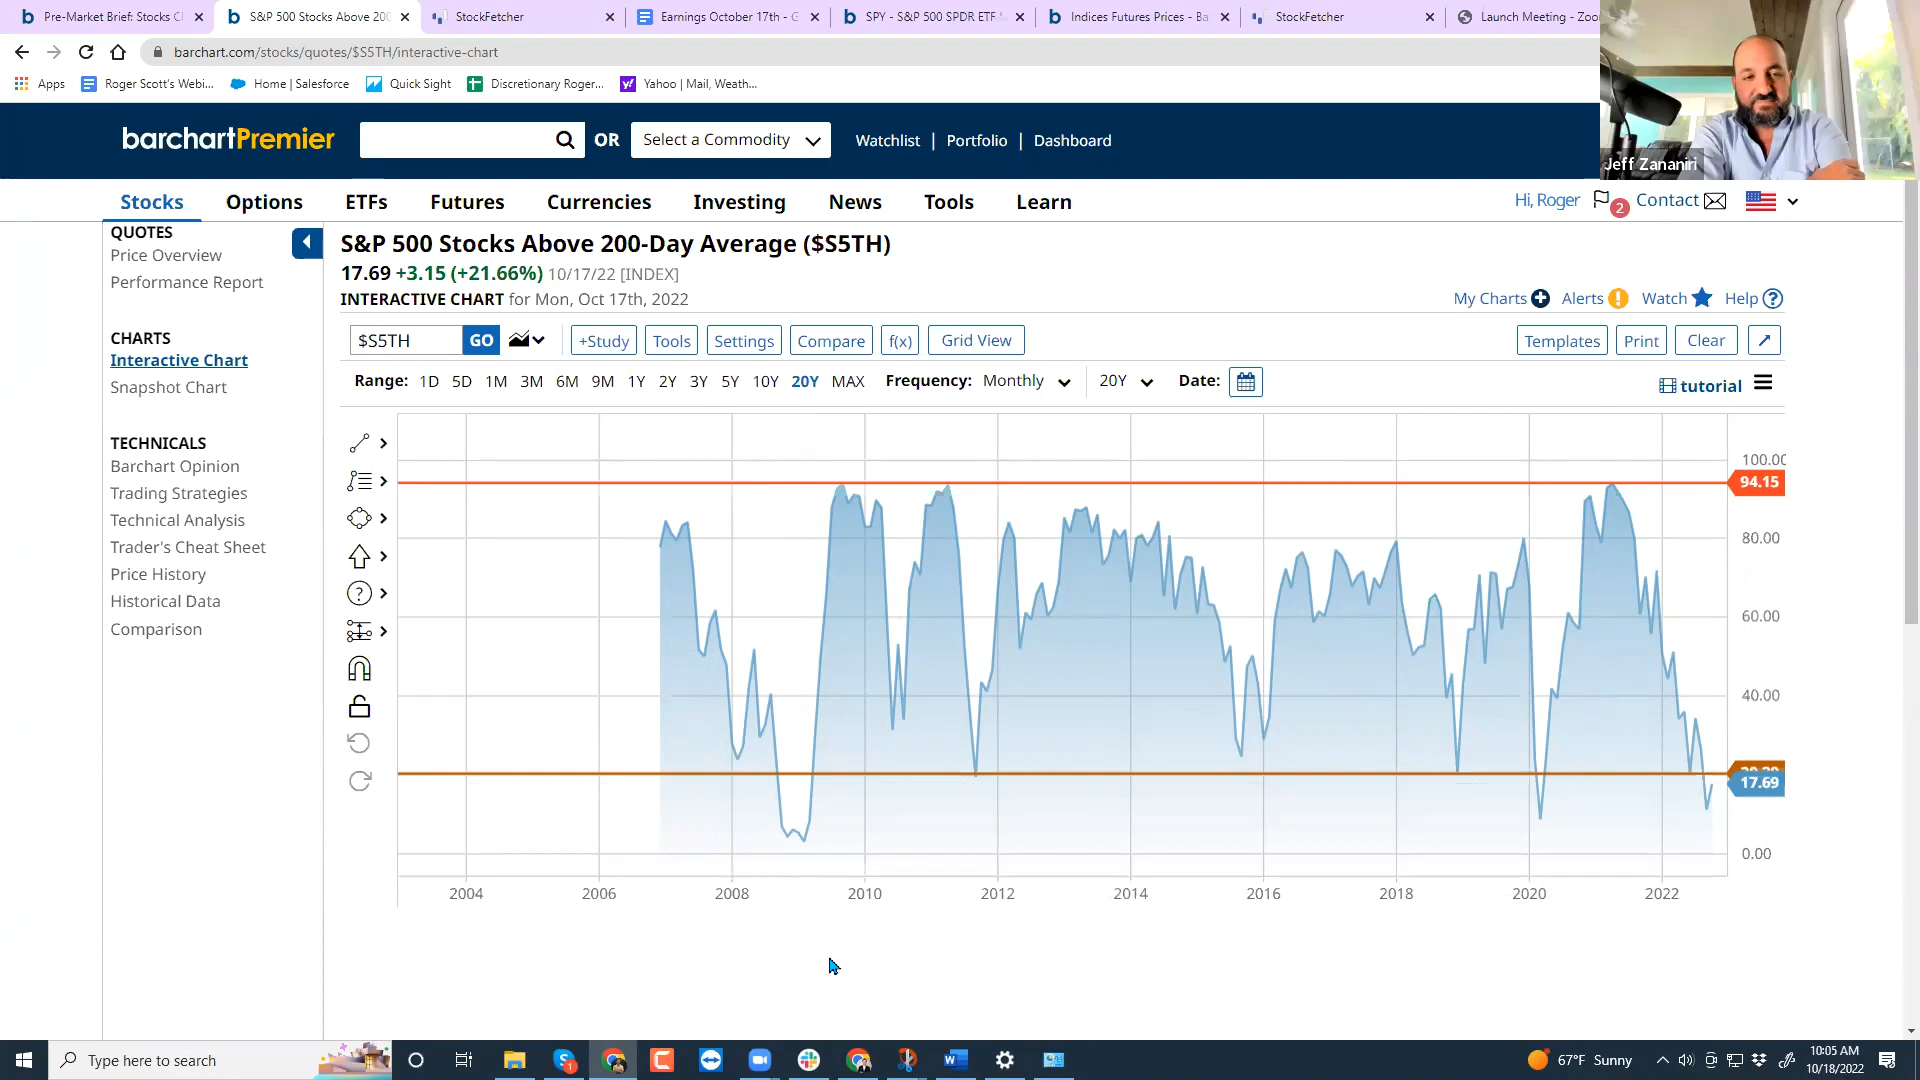 Pre-Market Brief: Stocks C
S&P 500 Stocks Above 200
StockFetcher
Earnings October 17th - G
SPY - S&P 500 SPDR ETF
Indices Futures Prices - Ba
StockFetcher
Launch Meeting - Zoo
barchart.com/stocks/quotes/$S5TH/interactive-chart
Apps
Roger Scott's Webi...
Home | Salesforce
Quick Sight
Discretionary Roger...
Yahoo | Mail, Weath...
Jeff Zananiri
barchartPremier
OR
Select a Commodity
Watchlist | Portfolio | Dashboard
Stocks Options ETFs Futures Currencies Investing News Tools Learn
Hi, Roger
2
Contact
QUOTES
Price Overview
Performance Report
CHARTS
Interactive Chart
Snapshot Chart
TECHNICALS
Barchart Opinion
Trading Strategies
Technical Analysis
Trader's Cheat Sheet
Price History
Historical Data
Comparison
S&P 500 Stocks Above 200-Day Average ($S5TH)
17.69 +3.15 (+21.66%) 10/17/22 [INDEX]
INTERACTIVE CHART for Mon, Oct 17th, 2022
My Charts Alerts Watch Help
$S5TH GO +Study Tools Settings Compare f(x) Grid View
Templates Print Clear
Range: 1D 5D 1M 3M 6M 9M 1Y 2Y 3Y 5Y 10Y 20Y MAX Frequency: Monthly 20Y Date:
tutorial
100.00
94.15
80.00
60.00
40.00
17.69
0.00
2004 2006 2008 2010 2012 2014 2016 2018 2020 2022
Type here to search
67°F Sunny
10:05 AM
10/18/2022